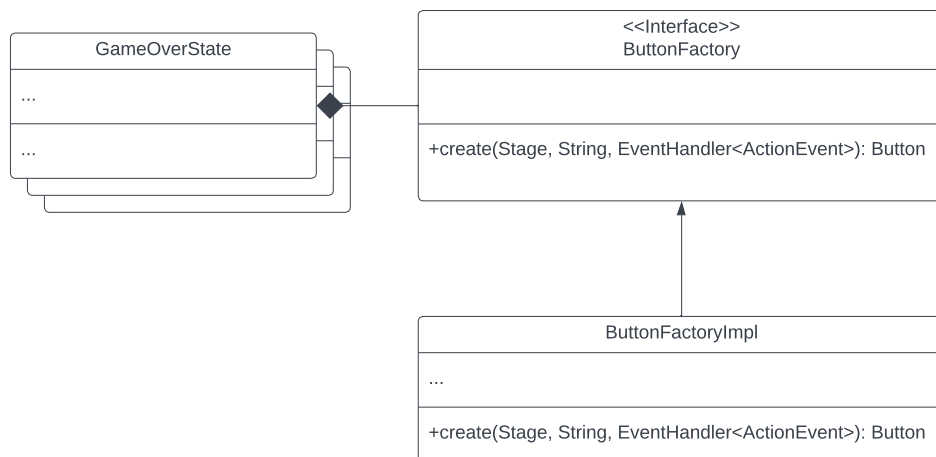 GameOverState
...
...
<<Interface>>
ButtonFactory
+create(Stage, String, EventHandler<ActionEvent>): Button
ButtonFactoryImpl
...
+create(Stage, String, EventHandler<ActionEvent>): Button